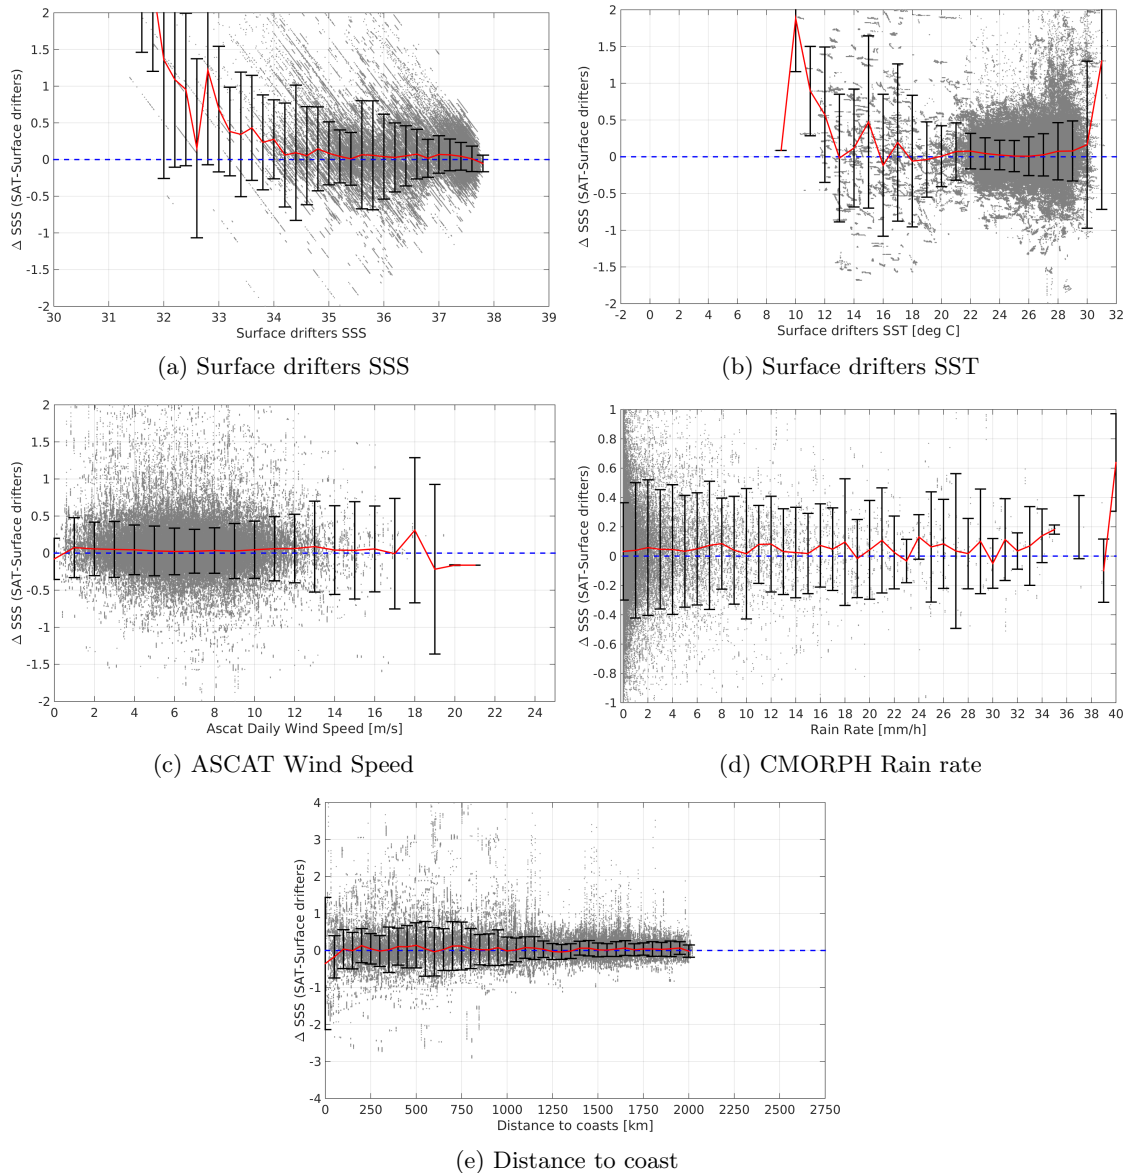 2
1.5
1
0.5
0
-0.5
-1
-1.5
-2
Δ SSS (SAT-Surface drifters)
30 31 32 33 34 35 36 37 38 39
Surface drifters SSS
(a) Surface drifters SSS
2
1.5
1
0.5
0
-0.5
-1
-1.5
-2
Δ SSS (SAT-Surface drifters)
-2 0 2 4 6 8 10 12 14 16 18 20 22 24 26 28 30 32
Surface drifters SST [deg C]
(b) Surface drifters SST
2
1.5
1
0.5
0
-0.5
-1
-1.5
-2
Δ SSS (SAT-Surface drifters)
0 2 4 6 8 10 12 14 16 18 20 22 24
Ascat Daily Wind Speed [m/s]
(c) ASCAT Wind Speed
1
0.8
0.6
0.4
0.2
0
-0.2
-0.4
-0.6
-0.8
-1
Δ SSS (SAT-Surface drifters)
0 2 4 6 8 10 12 14 16 18 20 22 24 26 28 30 32 34 36 38 40
Rain Rate [mm/h]
(d) CMORPH Rain rate
4
3
2
1
0
-1
-2
-3
-4
Δ SSS (SAT-Surface drifters)
0 250 500 750 1000 1250 1500 1750 2000 2250 2500 2750
Distance to coasts [km]
(e) Distance to coast